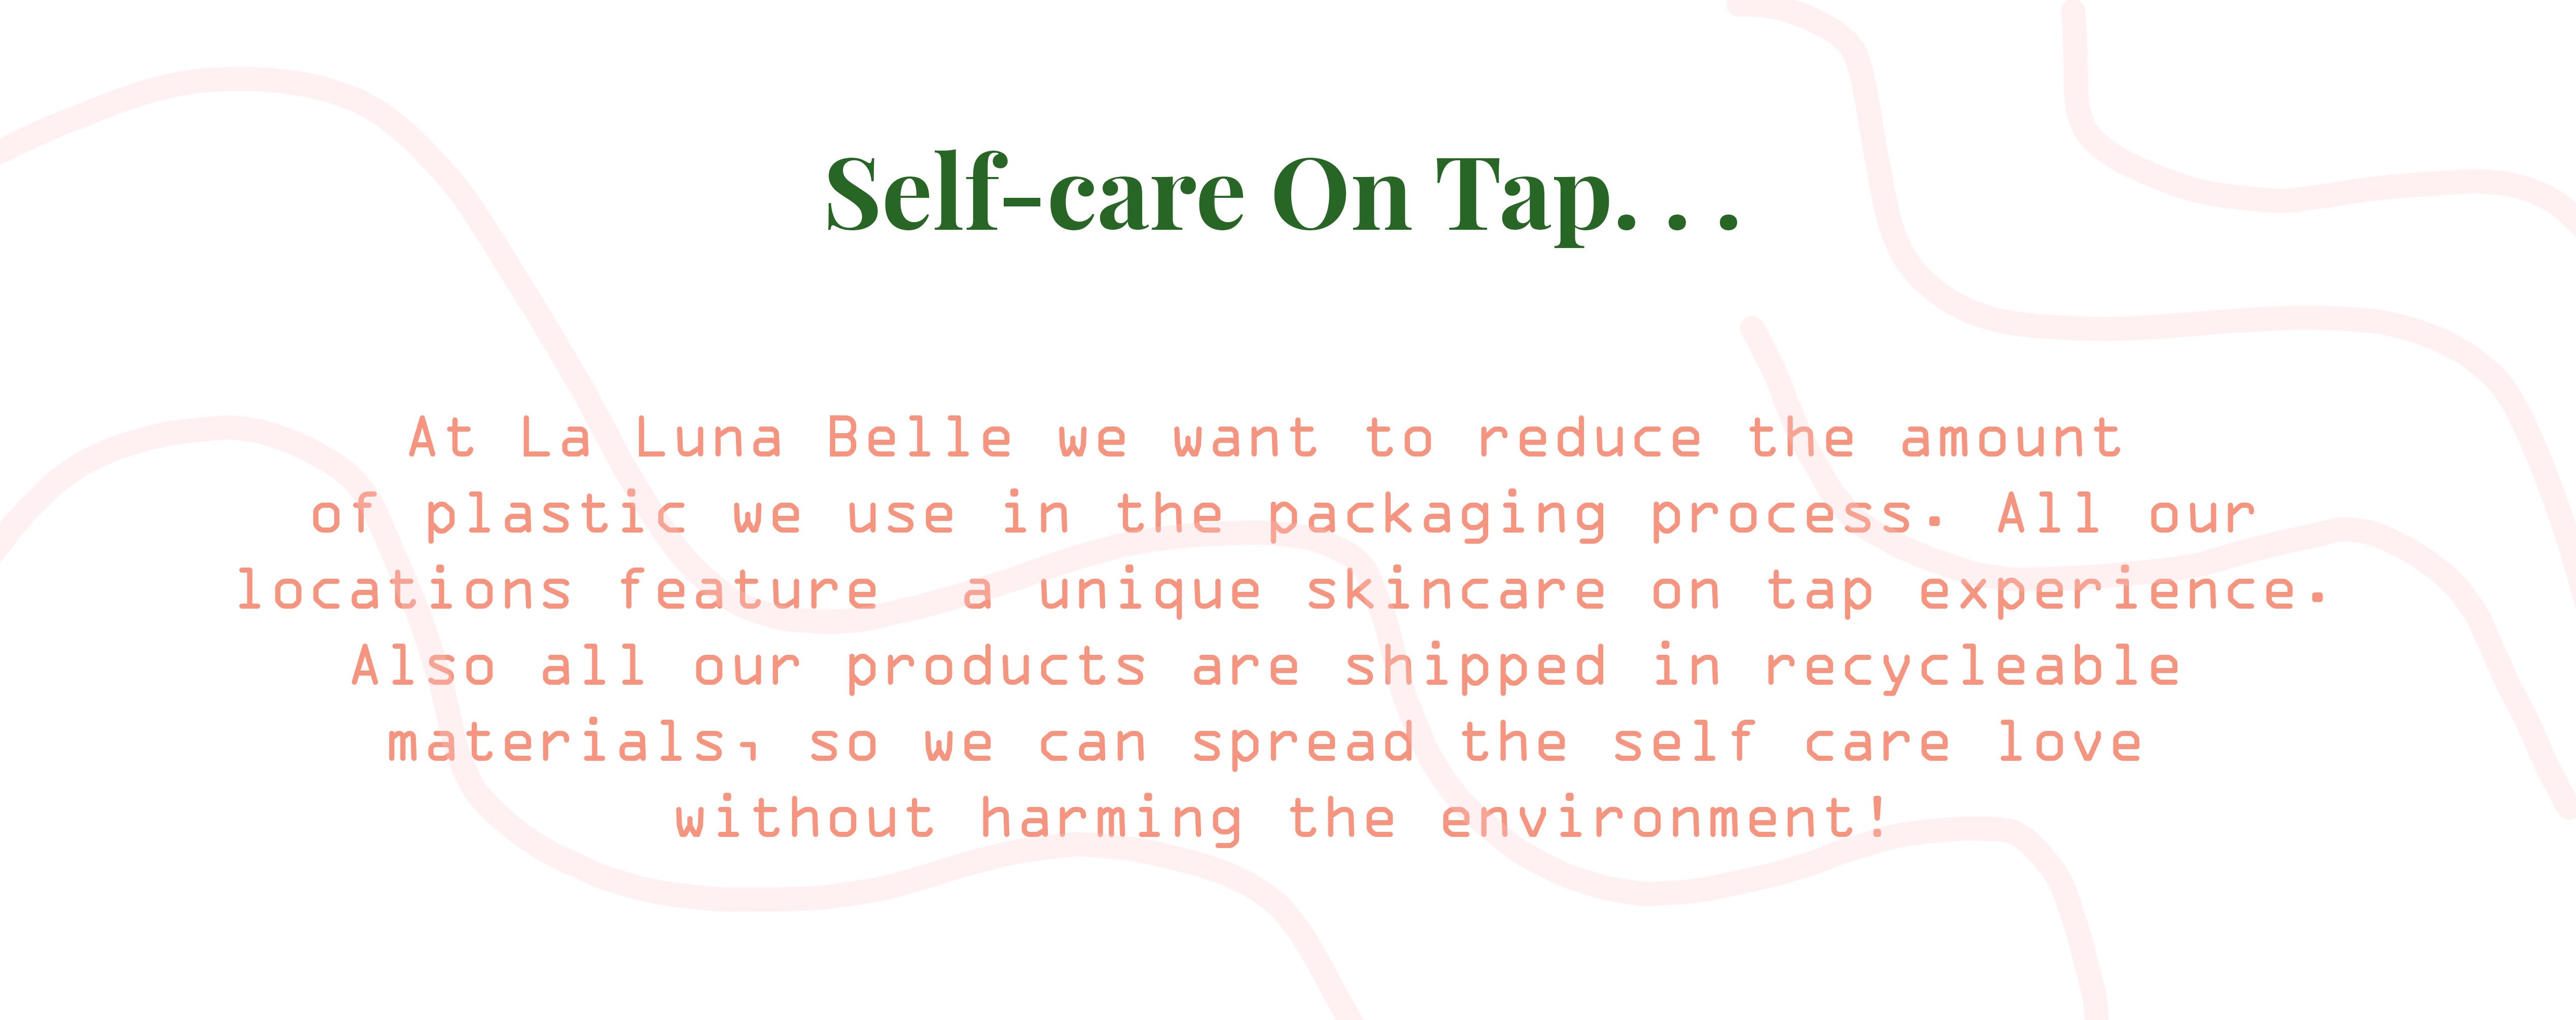 Self-care On Tap. . .
At La Luna Belle we want to reduce the amount
of plastic we use in the packaging process. All our
locations feature  a unique skincare on tap experience.
Also all our products are shipped in recycleable
materials, so we can spread the self care love
without harming the environment!